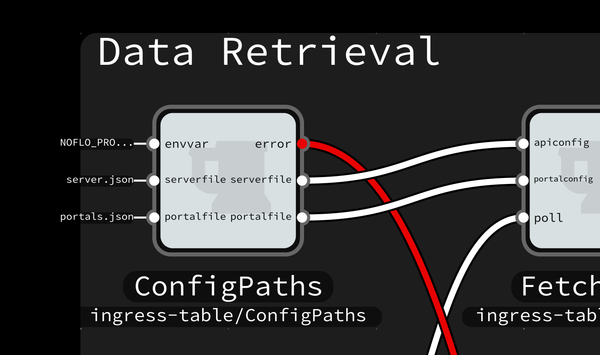 Data Retrieval
NOFLO_PRO... envvar error apiconfig
server.json serverfile serverfile portalconfig
portals.json portalfile portalfile poll
ConfigPaths Fetch
ingress-table/ConfigPaths ingress-tabl